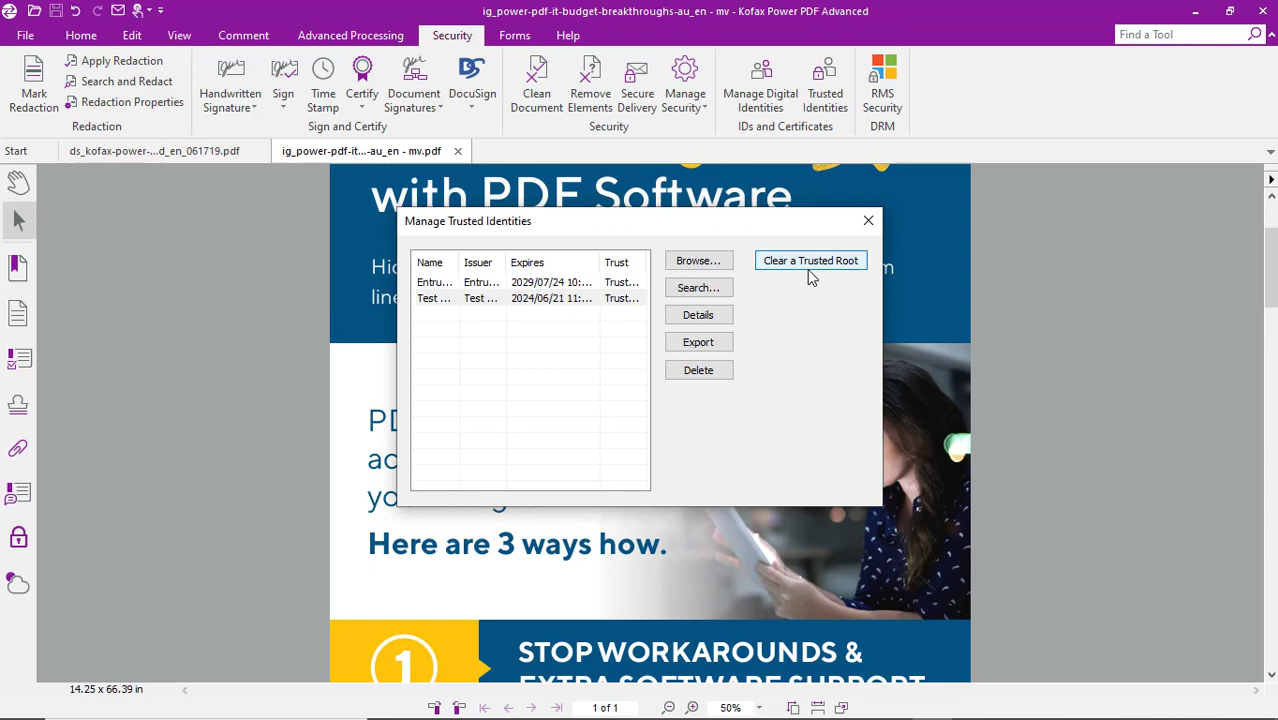 ig_power-pdf-it-budget-breakthroughs-au_en - mv - Kofax Power PDF Advanced
File Home Edit View Comment Advanced Processing Security Forms Help Find a Tool
Mark Redaction
Apply Redaction
Search and Redact
Redaction Properties
Handwritten Signature
Sign
Time Stamp
Certify
Document Signatures
DocuSign
Clean Document
Remove Elements
Secure Delivery
Manage Security
Manage Digital Identities
Trusted Identities
RMS Security
Redaction Sign and Certify Security IDs and Certificates DRM
Start ds_kofax-power-...d_en_061719.pdf ig_power-pdf-it-...-au_en - mv.pdf
with PDF Software
Manage Trusted Identities
Name Issuer Expires Trust
Entru... Entru... 2029/07/24 10:... Trust...
Test ... Test ... 2024/06/21 11:... Trust...
Browse...
Search...
Details
Export
Delete
Clear a Trusted Root
Here are 3 ways how.
1
STOP WORKAROUNDS &
EXTRA SOFTWARE SUPPORT
14.25 x 66.39 in
1 of 1
50%